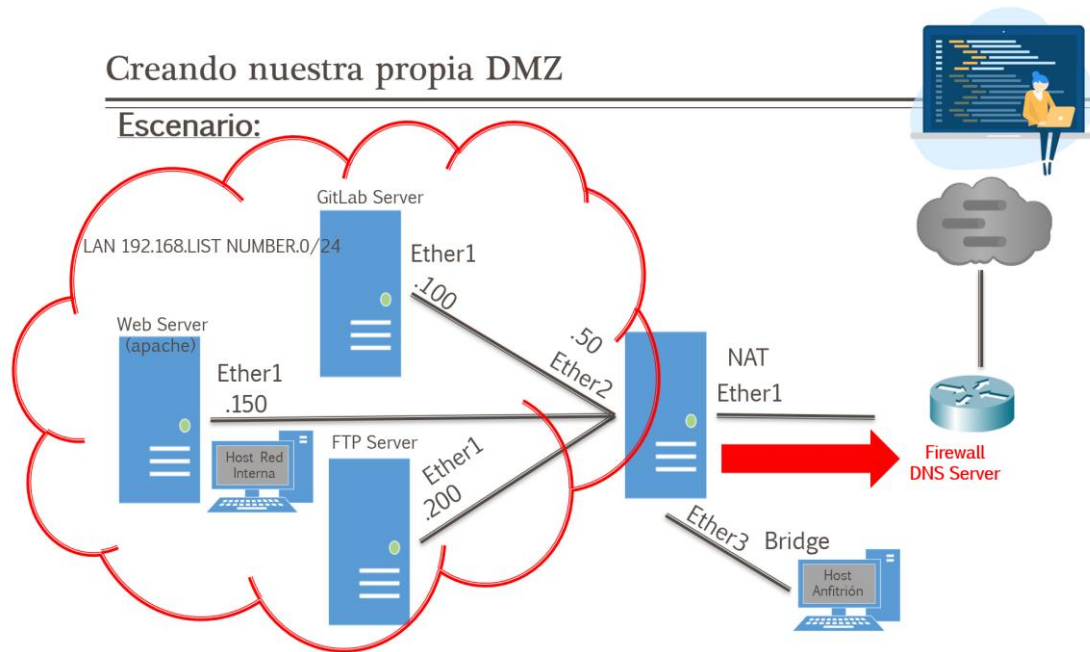 Creando nuestra propia DMZ
Escenario:
GitLab Server
LAN 192.168.LIST NUMBER.0/24
Ether1
.100
Web Server
(apache)
Ether1
.150
Host Red
Interna
FTP Server
Ether1
.200
.50
Ether2
NAT
Ether1
Firewall
DNS Server
Ether3
Bridge
Host
Anfitrión